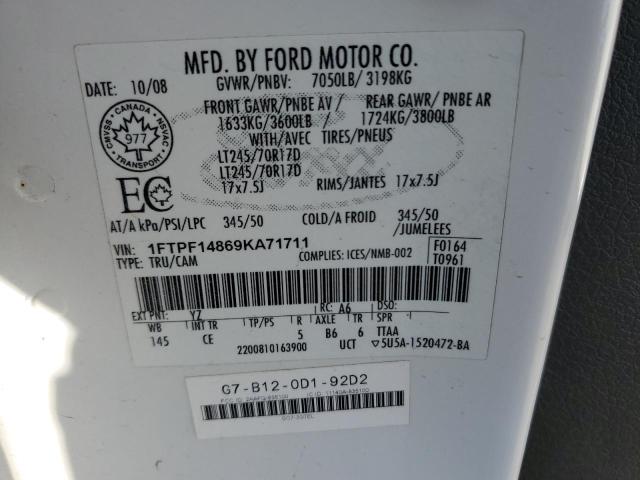 MFD. BY FORD MOTOR CO.
DATE: 10/08 GVWR/PNBV: 7050LB/ 3198KG
FRONT GAWR/PNBE AV / REAR GAWR/ PNBE AR
1633KG/3600LB 1724KG/3800LB
WITH/AVEC TIRES/PNEUS
CMVSS NSVAC
CANADA
977
TRANSPORT
LT245/70R17D
LT245/70R17D
17x7.5J RIMS/JANTES 17x7.5J
EC
AT/A kPa/PSI/LPC 345/50 COLD/A FROID 345/50
/JUMELEES
VIN: 1FTPF14869KA71711
TYPE: TRU/CAM COMPLIES: ICES/NMB-002
F0164
T0961
EXT PNT: YZ RC: A6 DSO:
WB INT TR TP/PS R AXLE TR SPR
145 CE 5 B6 6 TTAA
2200810163900 UCT 5U5A-1520472-BA
G7-B12-0D1-92D2